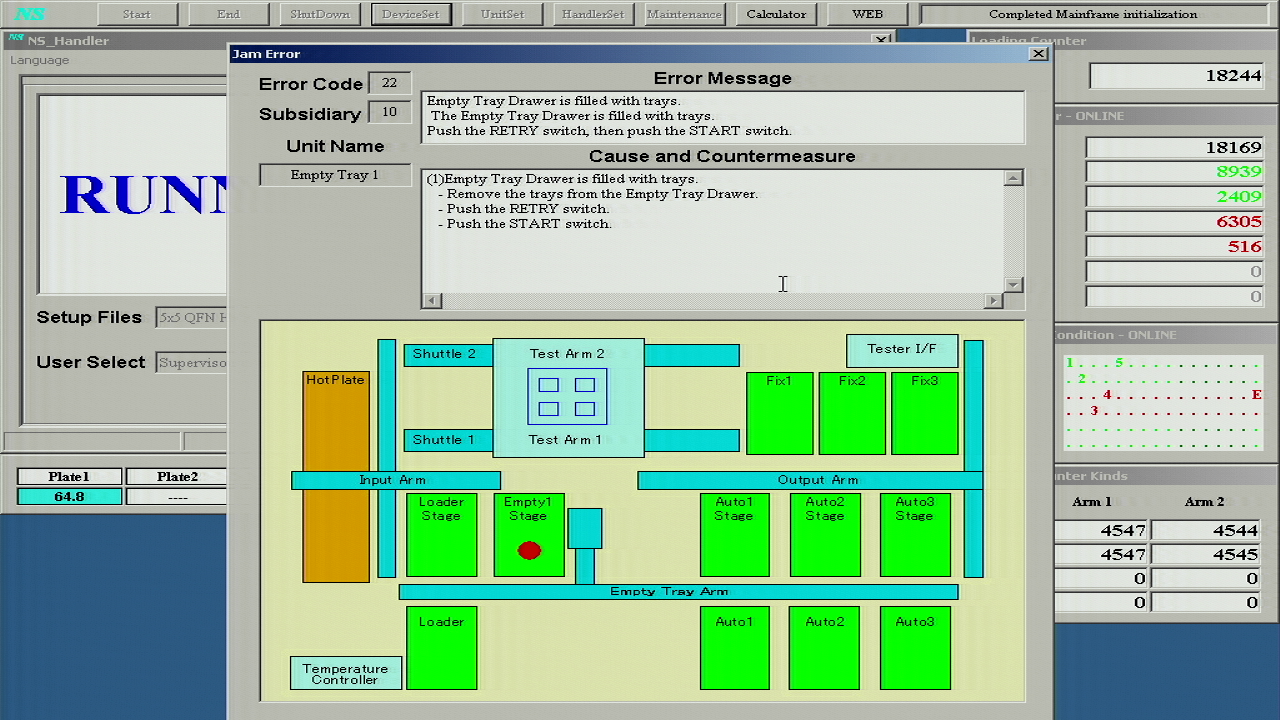 NS
Start
End
ShutDown
DeviceSet
UnitSet
HandlerSet
Maintenance
Calculator
WEB
Completed Mainframe initialization
NS NS_Handler
Language
RUNN
Setup Files
5x5 QFN H
User Select
Superviso
Plate1
Plate2
64.8
----
Jam Error
Error Code
22
Subsidiary
10
Unit Name
Empty Tray 1
Error Message
Empty Tray Drawer is filled with trays.
The Empty Tray Drawer is filled with trays.
Push the RETRY switch, then push the START switch.
Cause and Countermeasure
(1)Empty Tray Drawer is filled with trays.
- Remove the trays from the Empty Tray Drawer.
- Push the RETRY switch.
- Push the START switch.
HotPlate
Shuttle 2
Test Arm 2
Shuttle 1
Test Arm 1
Tester I/F
Fix1
Fix2
Fix3
Input Arm
Output Arm
Loader
Stage
Empty1
Stage
Auto1
Stage
Auto2
Stage
Auto3
Stage
Empty Tray Arm
Loader
Auto1
Auto2
Auto3
Temperature
Controller
Loading Counter
18244
r - ONLINE
18169
8939
2409
6305
516
0
0
ondition - ONLINE
1 . . . . 5 . . . . . . . . . . . .
. 2 . . . . . . . . . . . . . . . .
. . . 4 . . . . . . . . . . . . . E
. . 3 . . . . . . . . . . . . . . .
unter Kinds
Arm 1
Arm 2
4547
4544
4547
4545
0
0
0
0